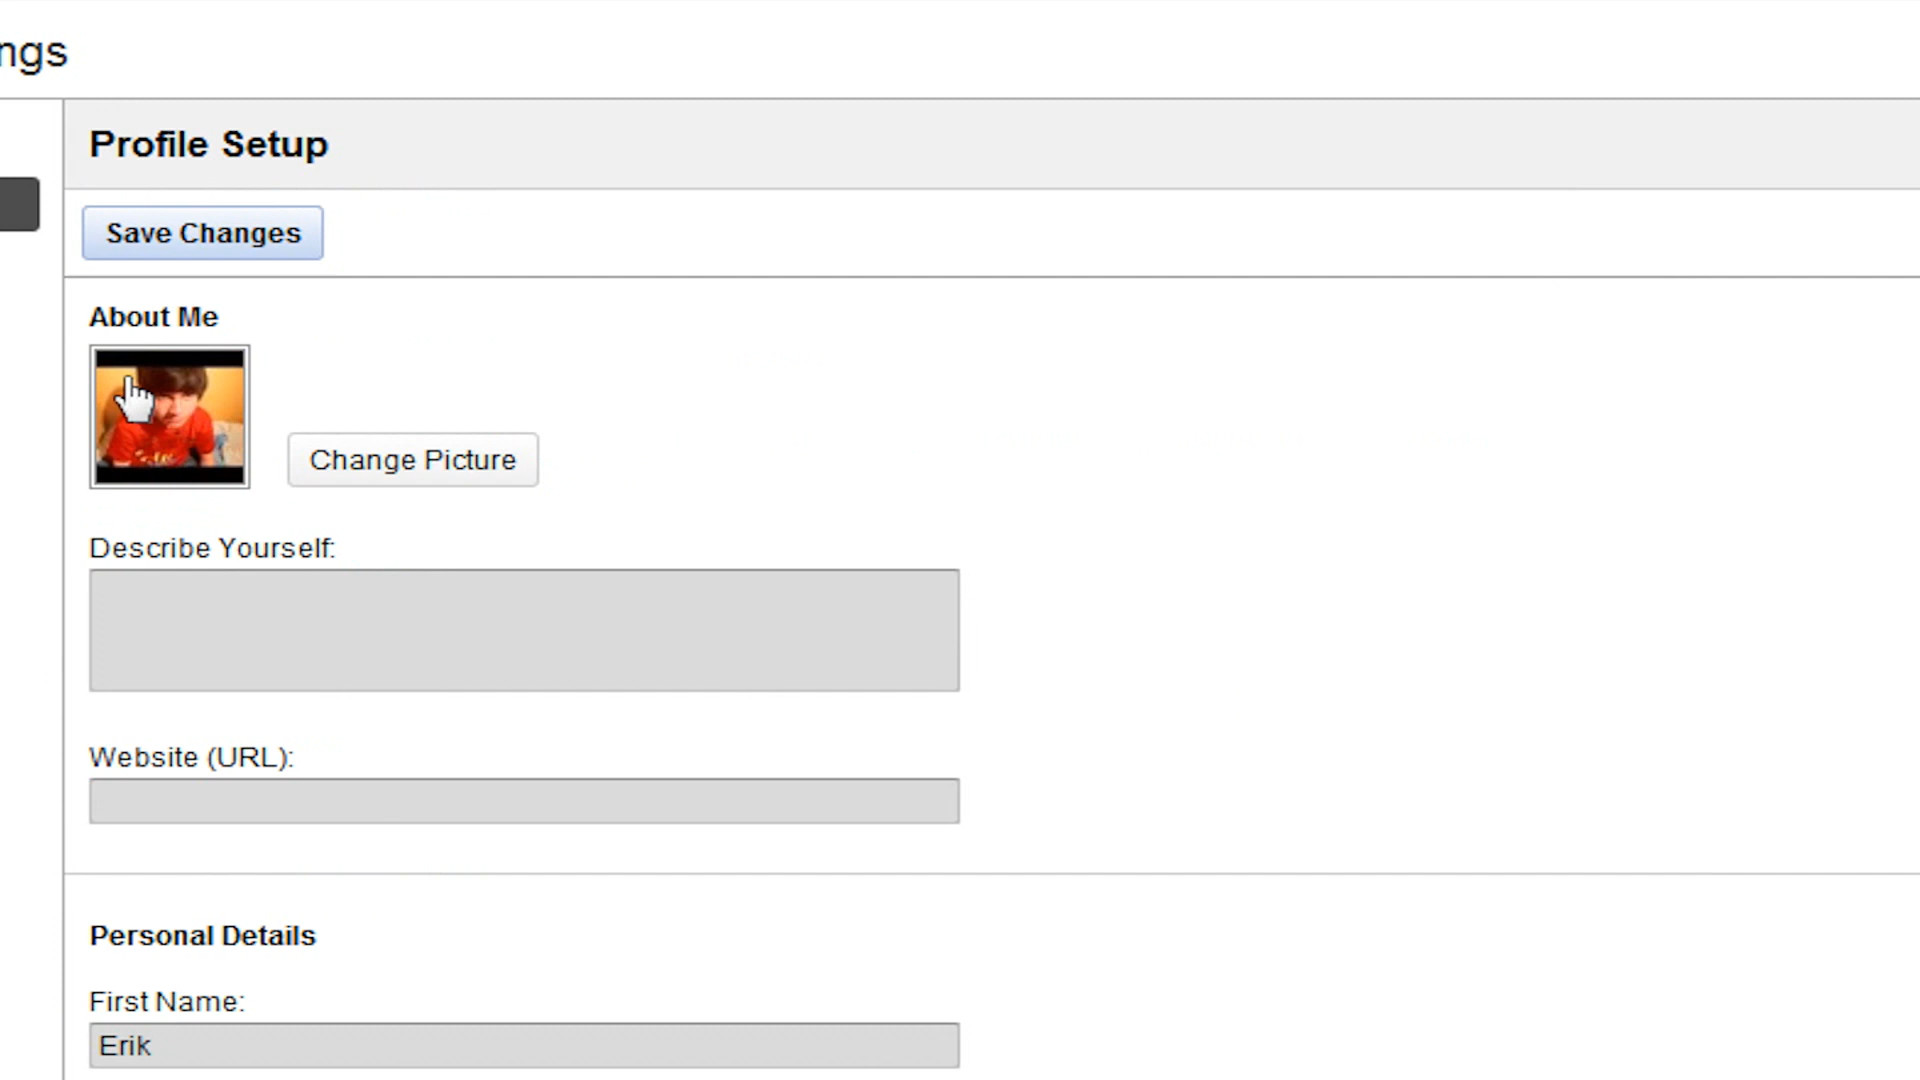 ngs
Profile Setup
Save Changes
About Me
Change Picture
Describe Yourself:
Website (URL):
Personal Details
First Name:
Erik